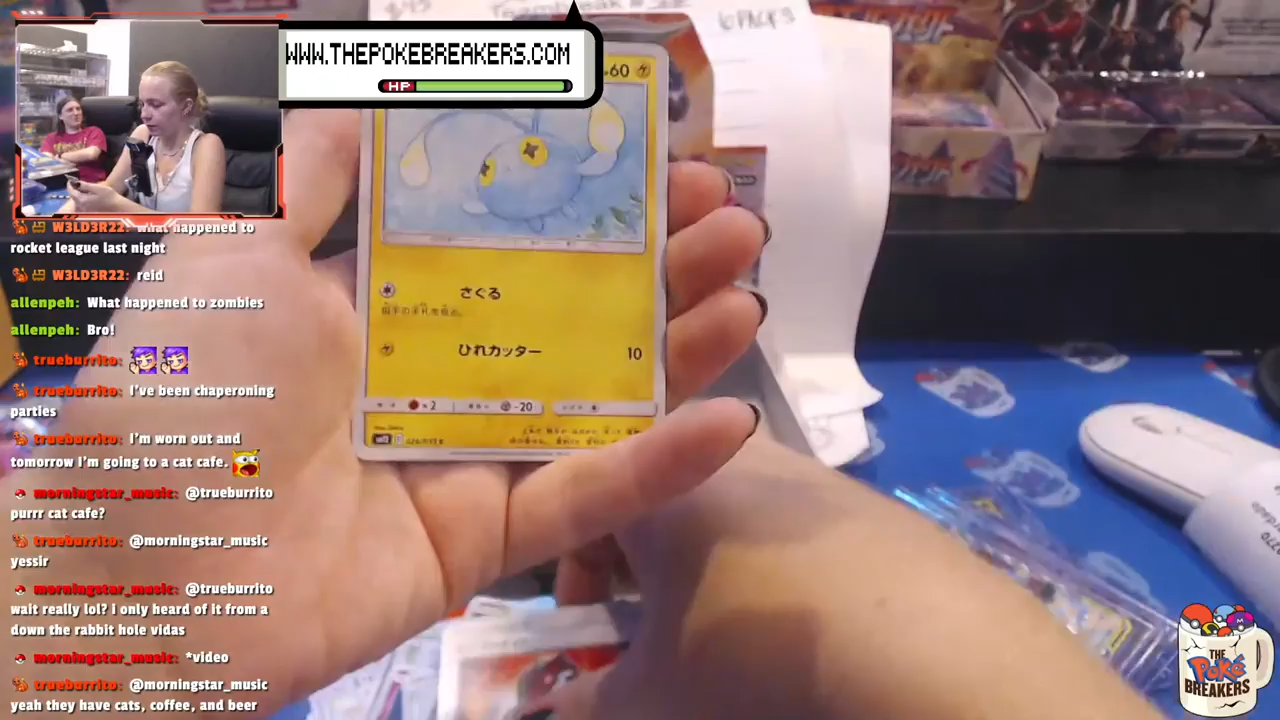 WWW.THEPOKEBREAKERS.COM
HP
6 PACKS
60
さぐる
ひれカッター 10
×2
-20
W3LD3R22: what happened to
rocket league last night
W3LD3R22: reid
allenpeh: What happened to zombies
allenpeh: Bro!
trueburrito:
trueburrito: I've been chaperoning
parties
trueburrito: I'm worn out and
tomorrow I'm going to a cat cafe.
morningstar_music: @trueburrito
purrr cat cafe?
trueburrito: @morningstar_music
yessir
morningstar_music: @trueburrito
wait really lol? I only heard of it from a
down the rabbit hole vidas
morningstar_music: *video
trueburrito: @morningstar_music
yeah they have cats, coffee, and beer
THE
Poké
BREAKERS